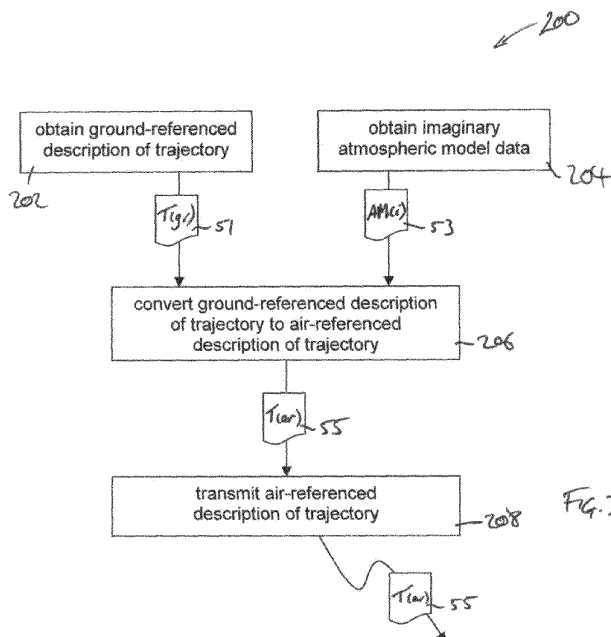 200
obtain ground-referenced
description of trajectory
202
obtain imaginary
atmospheric model data
204
T(gr)
51
AM(i)
53
convert ground-referenced description
of trajectory to air-referenced
description of trajectory
206
T(ar)
55
transmit air-referenced
description of trajectory
208
T(ar)
55